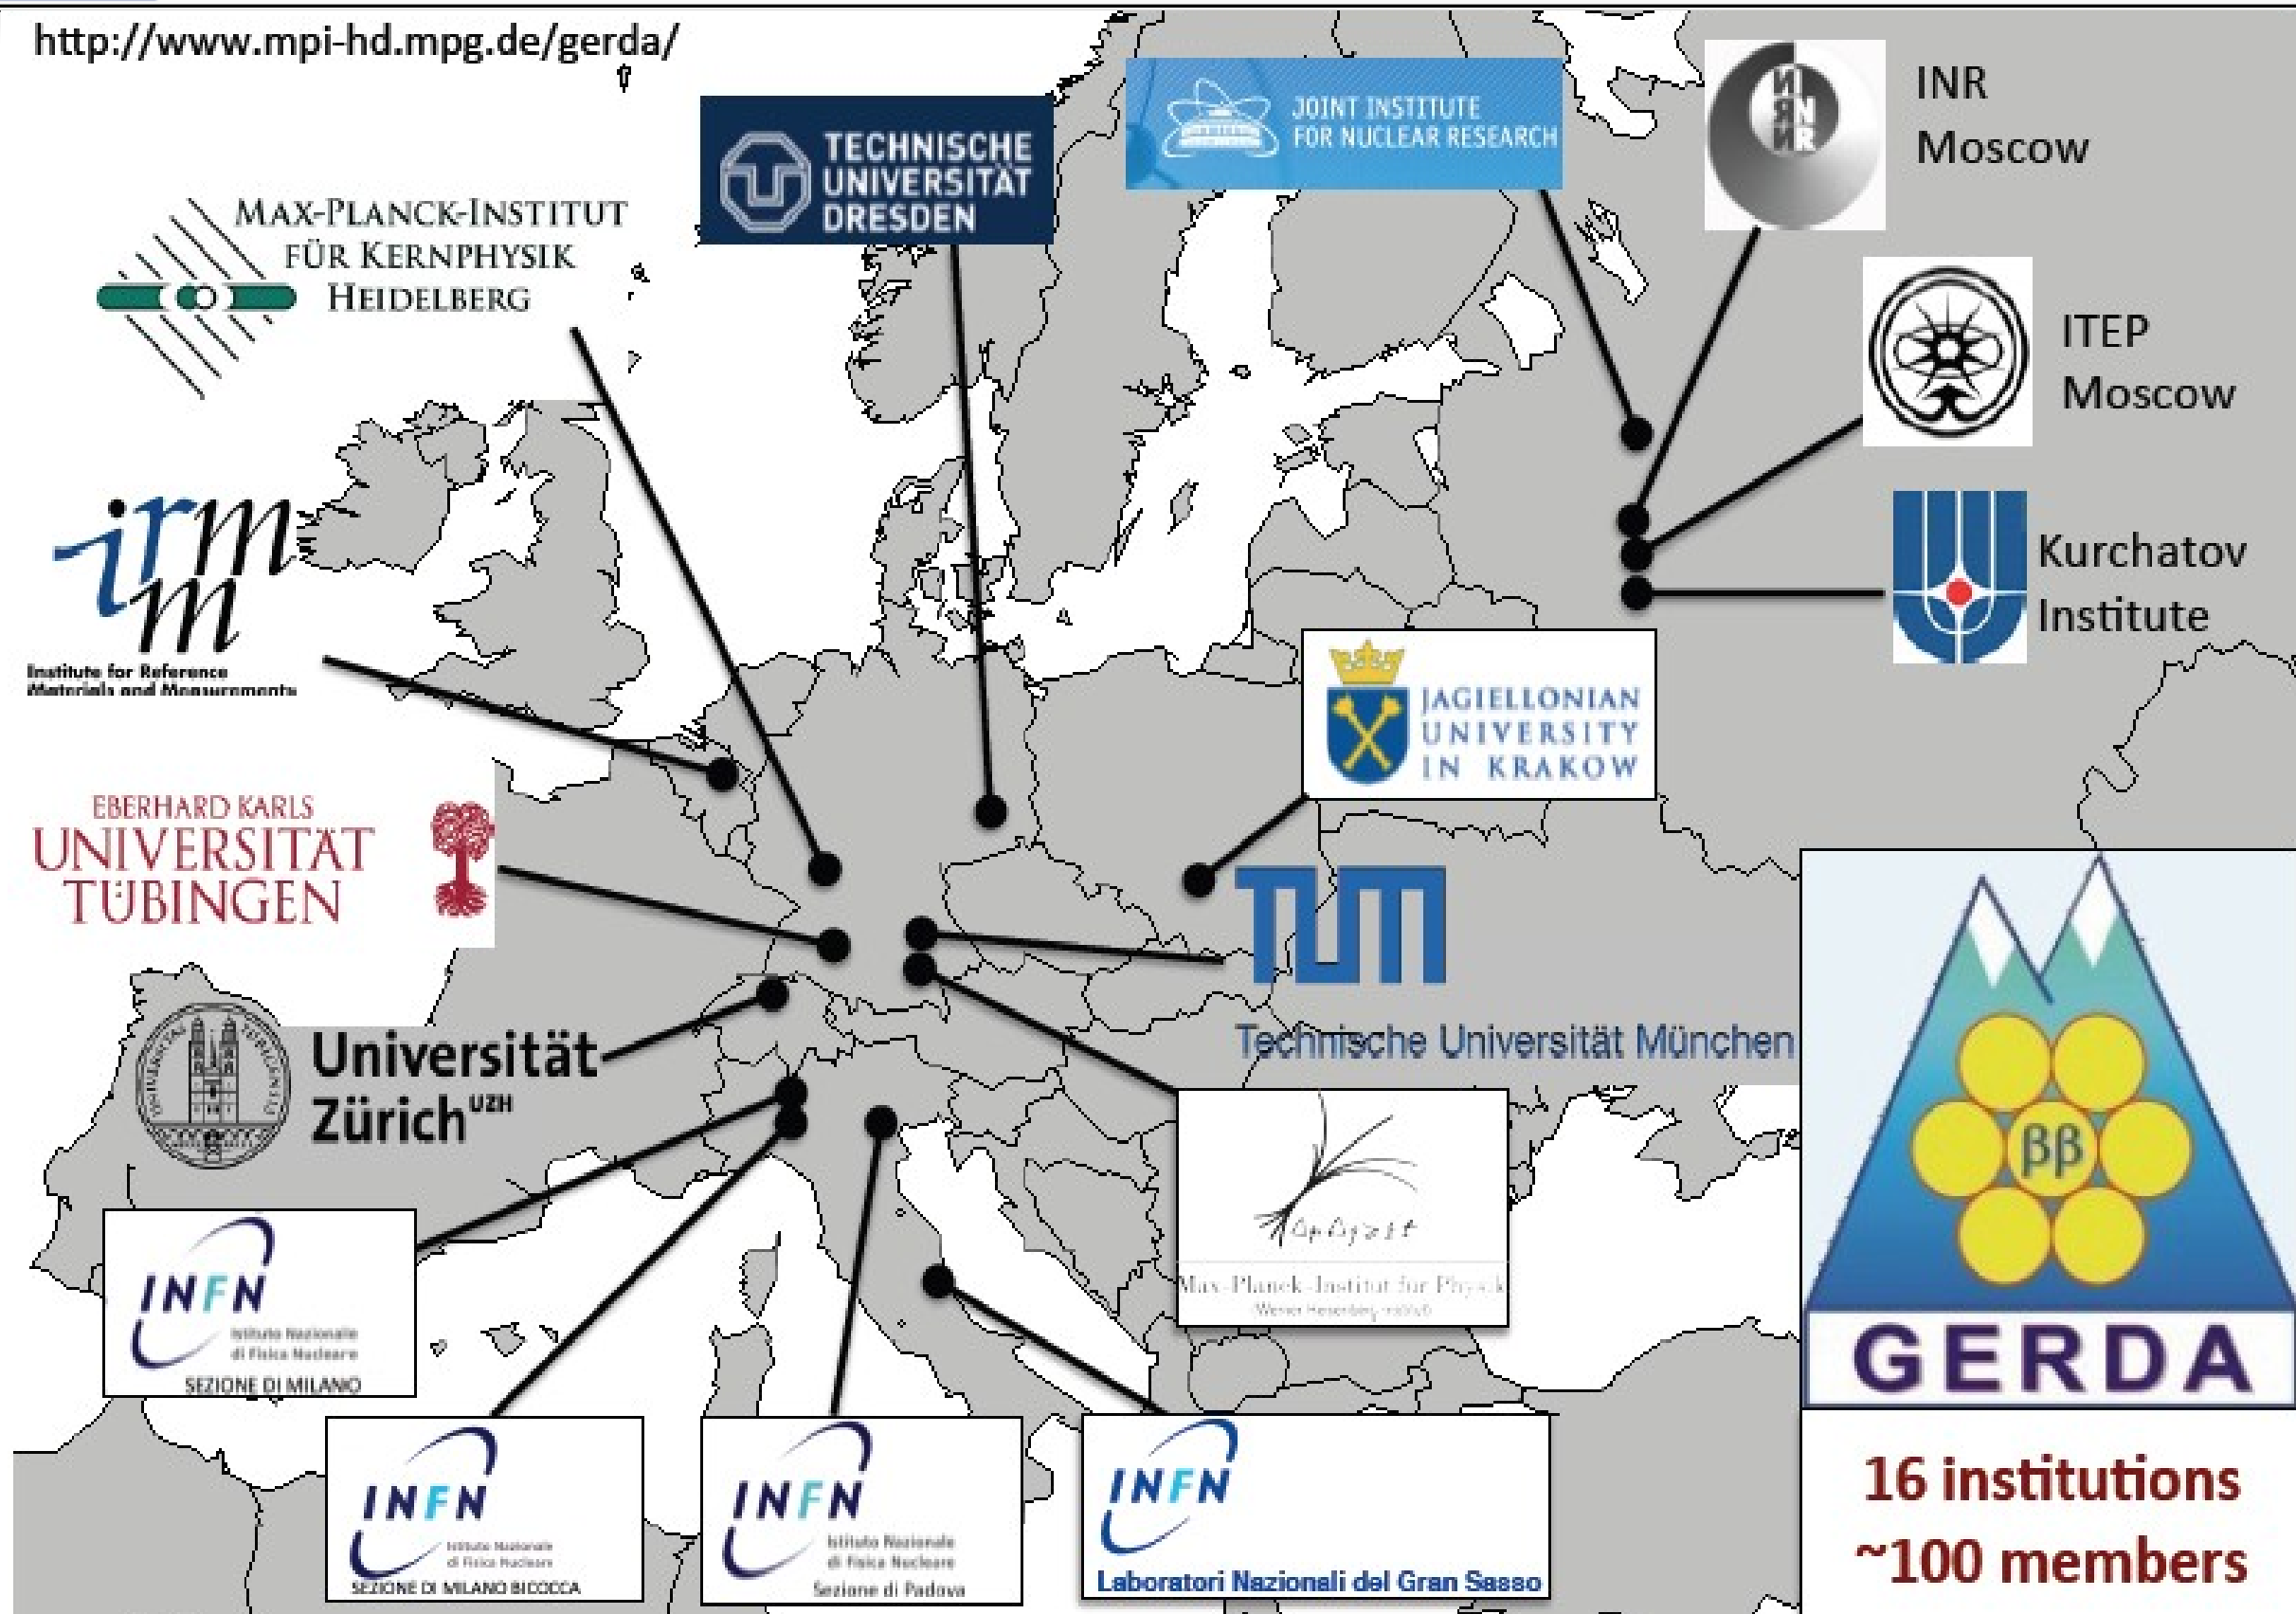 http://www.mpi-hd.mpg.de/gerda/
TECHNISCHE
UNIVERSITÄT
DRESDEN
JOINT INSTITUTE
FOR NUCLEAR RESEARCH
INR
Moscow
MAX-PLANCK-INSTITUT
FÜR KERNPHYSIK
HEIDELBERG
ITEP
Moscow
irmm
Institute for Reference
Materials and Measurements
Kurchatov
Institute
JAGIELLONIAN
UNIVERSITY
IN KRAKOW
EBERHARD KARLS
UNIVERSITÄT
TÜBINGEN
TUM
Technische Universität München
Universität
Zürich UZH
ββ
GERDA
16 institutions
~100 members
Max-Planck-Institut für Physik
(Werner-Heisenberg-Institut)
INFN
Istituto Nazionale
di Fisica Nucleare
SEZIONE DI MILANO
INFN
Istituto Nazionale
di Fisica Nucleare
SEZIONE DI MILANO BICOCCA
INFN
Istituto Nazionale
di Fisica Nucleare
Sezione di Padova
INFN
Laboratori Nazionali del Gran Sasso